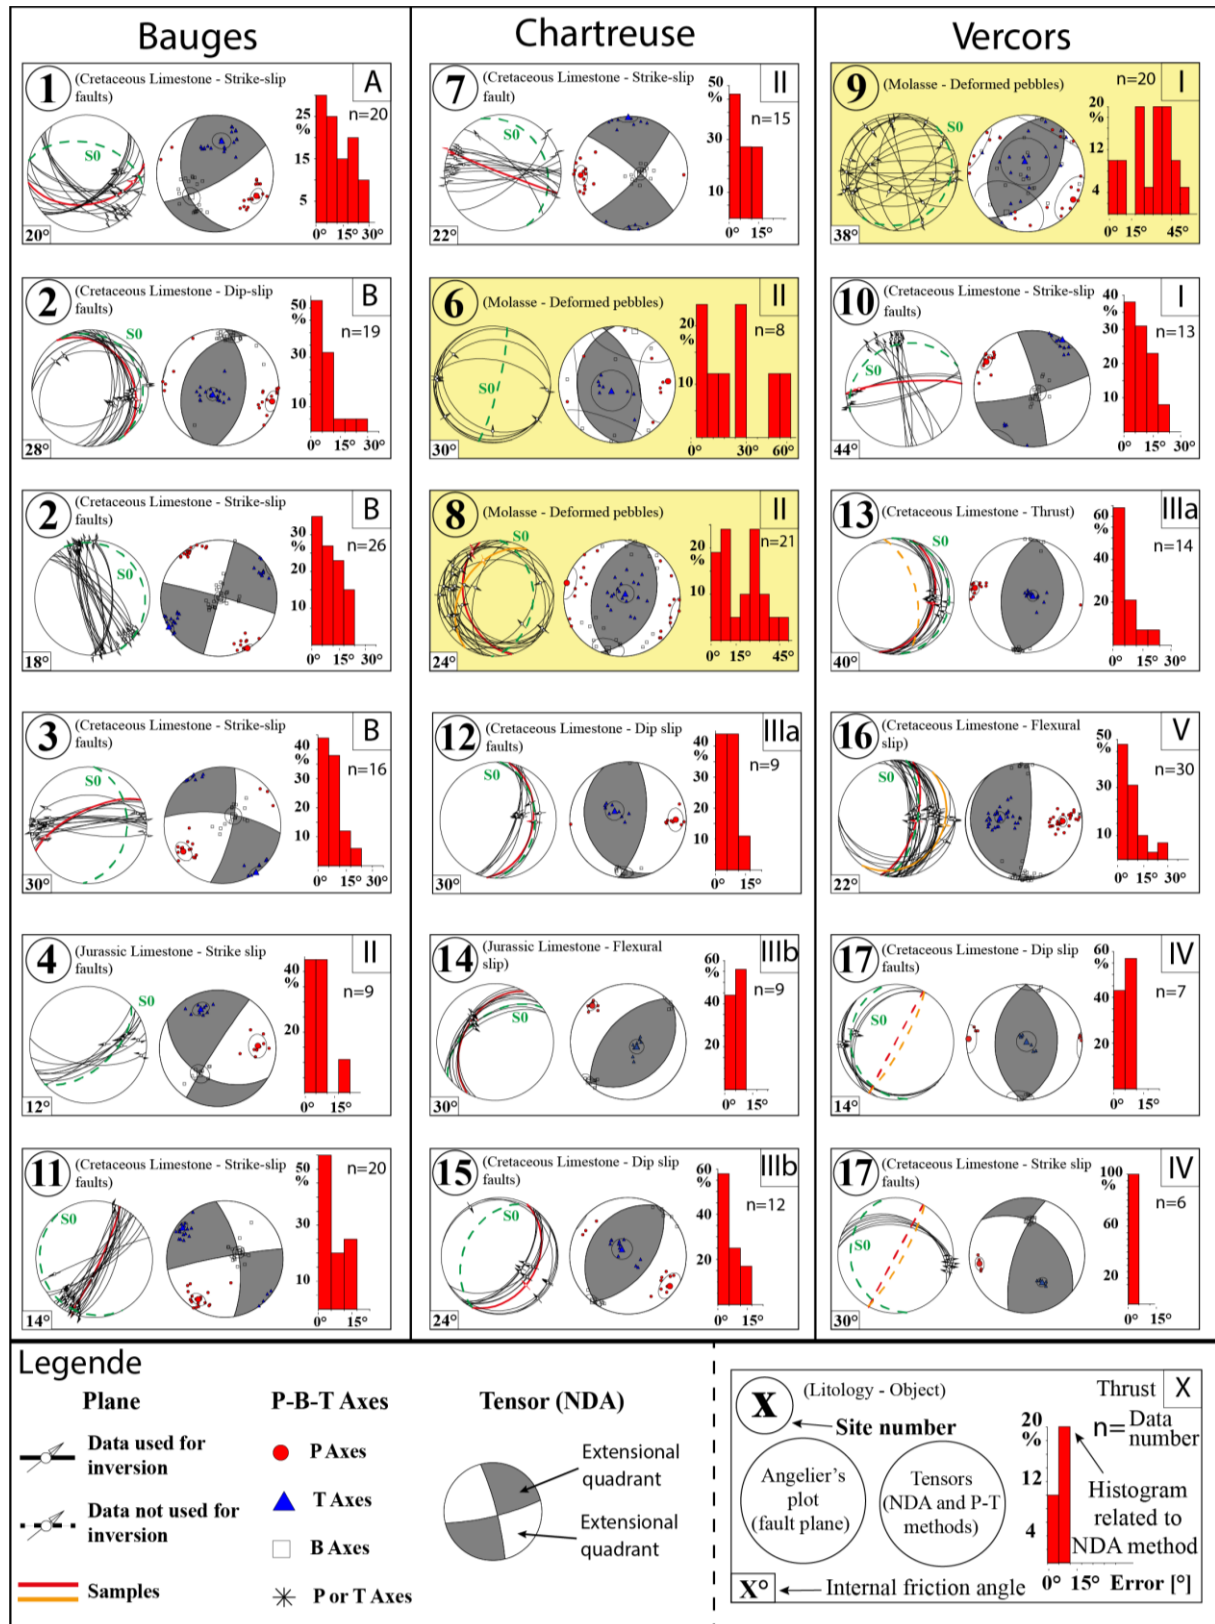 Bauges
1
(Cretaceous Limestone - Strike-slip
faults)
A
n=20
25
%
15
5
0° 15° 30°
S0
20°
2
(Cretaceous Limestone - Dip-slip
faults)
B
n=19
50
%
30
10
0° 15° 30°
S0
28°
2
(Cretaceous Limestone - Strike-slip
faults)
B
n=26
30
%
20
10
0° 15° 30°
S0
18°
3
(Cretaceous Limestone - Strike-slip
faults)
B
n=16
40
%
30
20
10
0° 15° 30°
S0
30°
4
(Jurassic Limestone - Strike slip
faults)
II
n=9
40
%
20
0° 15°
S0
12°
11
(Cretaceous Limestone - Strike-slip
faults)
n=20
50
%
30
10
0° 15°
S0
14°
Chartreuse
7
(Cretaceous Limestone - Strike-slip
fault)
II
n=15
50
%
30
10
0° 15°
S0
22°
6
(Molasse - Deformed pebbles)
II
n=8
20
%
10
0° 30° 60°
S0
30°
8
(Molasse - Deformed pebbles)
II
n=21
20
%
10
0° 15° 45°
S0
24°
12
(Cretaceous Limestone - Dip slip
faults)
IIIa
n=9
40
%
30
20
10
0° 15°
S0
30°
14
(Jurassic Limestone - Flexural
slip)
IIIb
n=9
60
%
40
20
0° 15°
S0
30°
15
(Cretaceous Limestone - Dip slip
faults)
IIIb
n=12
60
%
40
20
0° 15°
S0
24°
Vercors
9
(Molasse - Deformed pebbles)
n=20
I
20
%
12
4
0° 15° 45°
S0
38°
10
(Cretaceous Limestone - Strike-slip
faults)
I
n=13
40
%
30
20
10
0° 15° 30°
S0
44°
13
(Cretaceous Limestone - Thrust)
IIIa
n=14
60
%
40
20
0° 15° 30°
S0
40°
16
(Cretaceous Limestone - Flexural
slip)
V
n=30
50
%
30
10
0° 15° 30°
S0
22°
17
(Cretaceous Limestone - Dip slip
faults)
IV
n=7
60
%
40
20
0° 15°
S0
14°
17
(Cretaceous Limestone - Strike slip
faults)
IV
n=6
100
%
60
20
0° 15°
S0
30°
Legende
Plane
Data used for
inversion
Data not used for
inversion
Samples
P-B-T Axes
P Axes
T Axes
B Axes
P or T Axes
Tensor (NDA)
Extensional
quadrant
Extensional
quadrant
X
(Litology - Object)
Thrust X
Site number
20
%
n= Data
number
Angelier's
plot
(fault plane)
Tensors
(NDA and P-T
methods)
12
4
Histogram
related to
NDA method
X°
Internal friction angle
0° 15° Error [°]